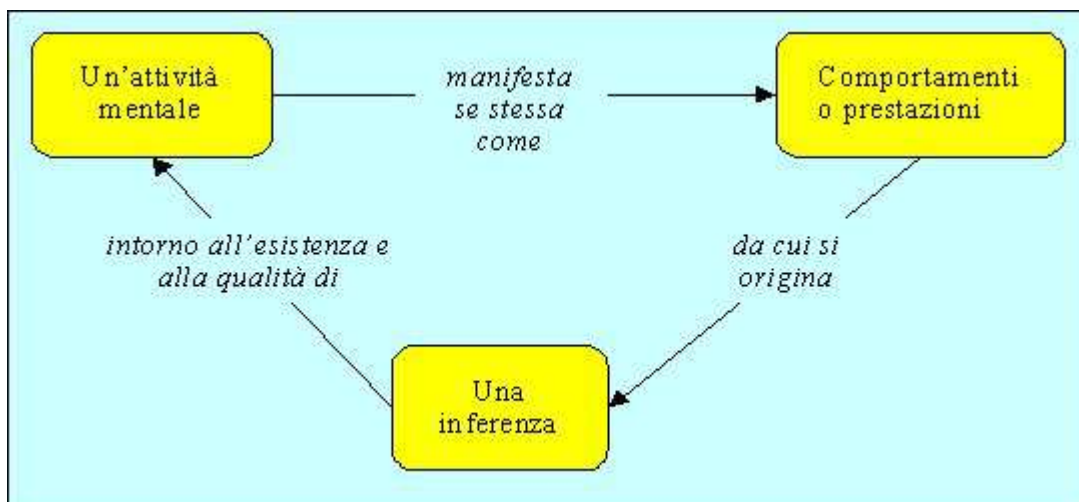 Un'attività
mentale
manifesta
se stessa
come
Comportamenti
o prestazioni
da cui si
origina
Una
inferenza
intorno all'esistenza e
alla qualità di